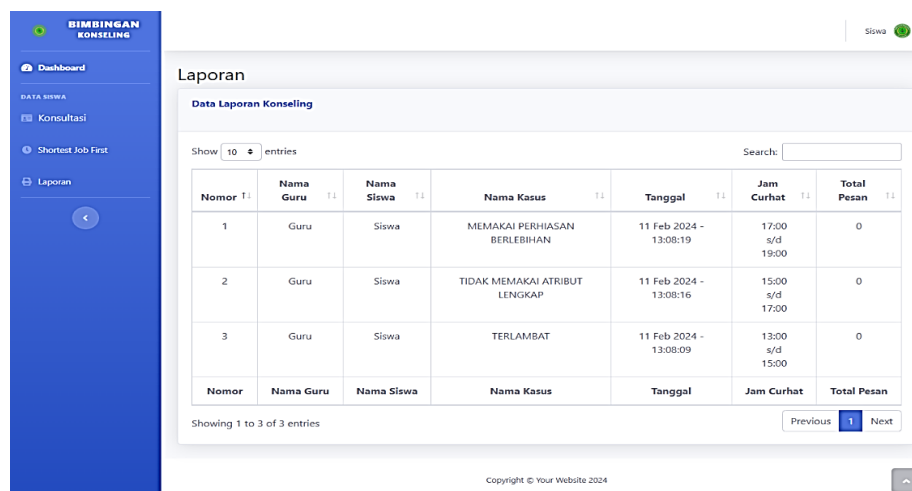 BIMBINGAN
KONSELING
Siswa
Dashboard
DATA SISWA
Konsultasi
Shortest Job First
Laporan
Laporan
Data Laporan Konseling
Show 10 entries
Search:
Nomor Nama Guru Nama Siswa Nama Kasus Tanggal Jam Curhat Total Pesan
1 Guru Siswa MEMAKAI PERHIASAN BERLEBIHAN 11 Feb 2024 - 13:08:19 17:00 s/d 19:00 0
2 Guru Siswa TIDAK MEMAKAI ATRIBUT LENGKAP 11 Feb 2024 - 13:08:16 15:00 s/d 17:00 0
3 Guru Siswa TERLAMBAT 11 Feb 2024 - 13:08:09 13:00 s/d 15:00 0
Nomor Nama Guru Nama Siswa Nama Kasus Tanggal Jam Curhat Total Pesan
Showing 1 to 3 of 3 entries
Previous 1 Next
Copyright © Your Website 2024